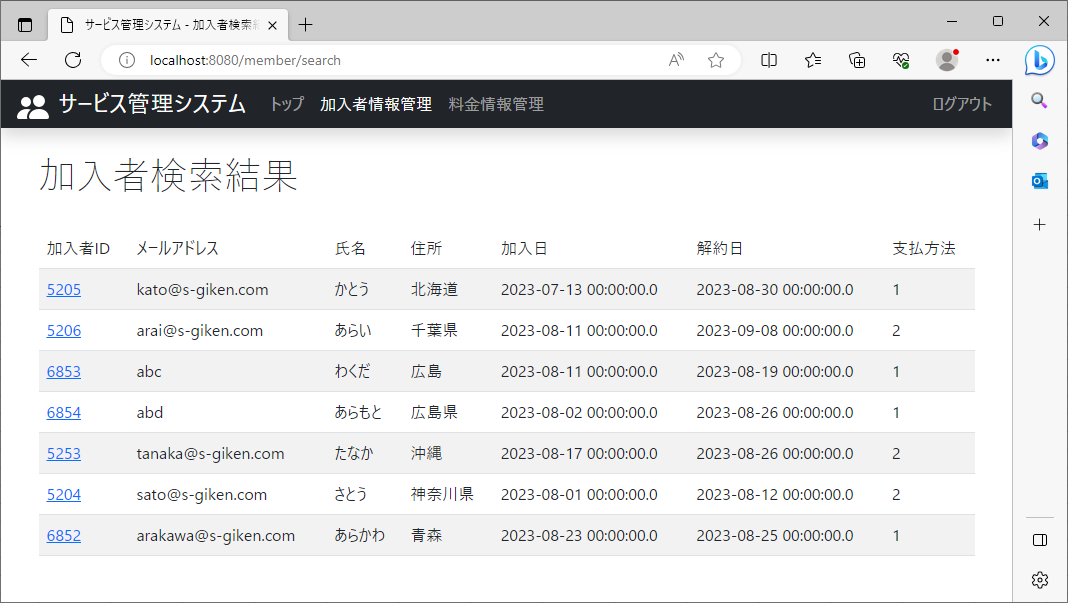 サービス管理システム - 加入者検索
localhost:8080/member/search
サービス管理システム トップ 加入者情報管理 料金情報管理 ログアウト
加入者検索結果
加入者ID メールアドレス 氏名 住所 加入日 解約日 支払方法
5205 kato@s-giken.com かとう 北海道 2023-07-13 00:00:00.0 2023-08-30 00:00:00.0 1
5206 arai@s-giken.com あらい 千葉県 2023-08-11 00:00:00.0 2023-09-08 00:00:00.0 2
6853 abc わくだ 広島 2023-08-11 00:00:00.0 2023-08-19 00:00:00.0 1
6854 abd あらもと 広島県 2023-08-02 00:00:00.0 2023-08-26 00:00:00.0 1
5253 tanaka@s-giken.com たなか 沖縄 2023-08-17 00:00:00.0 2023-08-26 00:00:00.0 2
5204 sato@s-giken.com さとう 神奈川県 2023-08-01 00:00:00.0 2023-08-12 00:00:00.0 2
6852 arakawa@s-giken.com あらかわ 青森 2023-08-23 00:00:00.0 2023-08-25 00:00:00.0 1